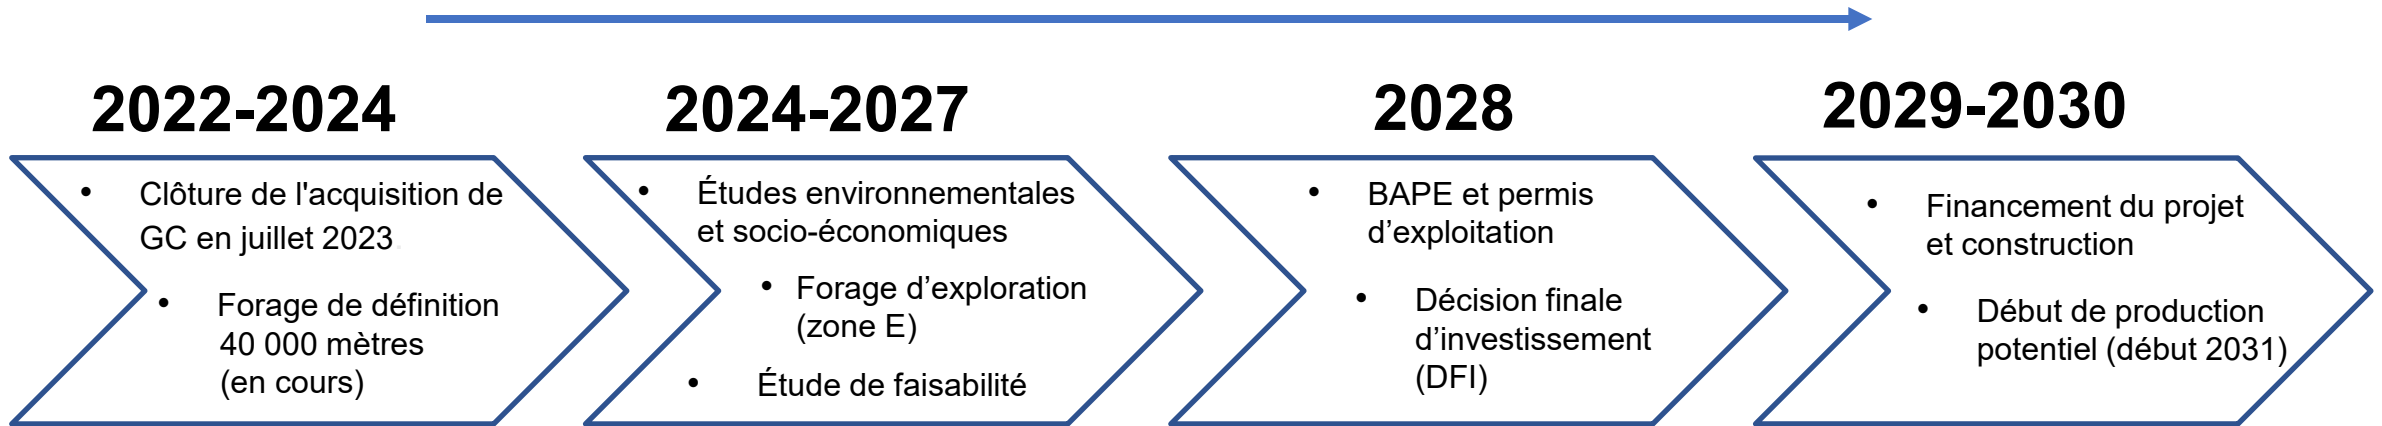 2022-2024
• Clôture de l'acquisition de
GC en juillet 2023.
• Forage de définition
40 000 mètres
(en cours)
2024-2027
• Études environnementales
et socio-économiques
• Forage d’exploration
(zone E)
• Étude de faisabilité
2028
• BAPE et permis
d’exploitation
• Décision finale
d’investissement
(DFI)
2029-2030
• Financement du projet
et construction
• Début de production
potentiel (début 2031)